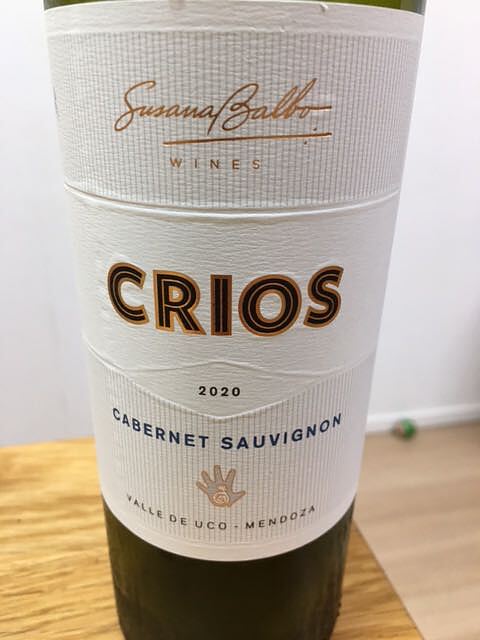 Susana Balbo
WINES
CRIOS
2020
CABERNET SAUVIGNON
VALLE DE UCO - MENDOZA